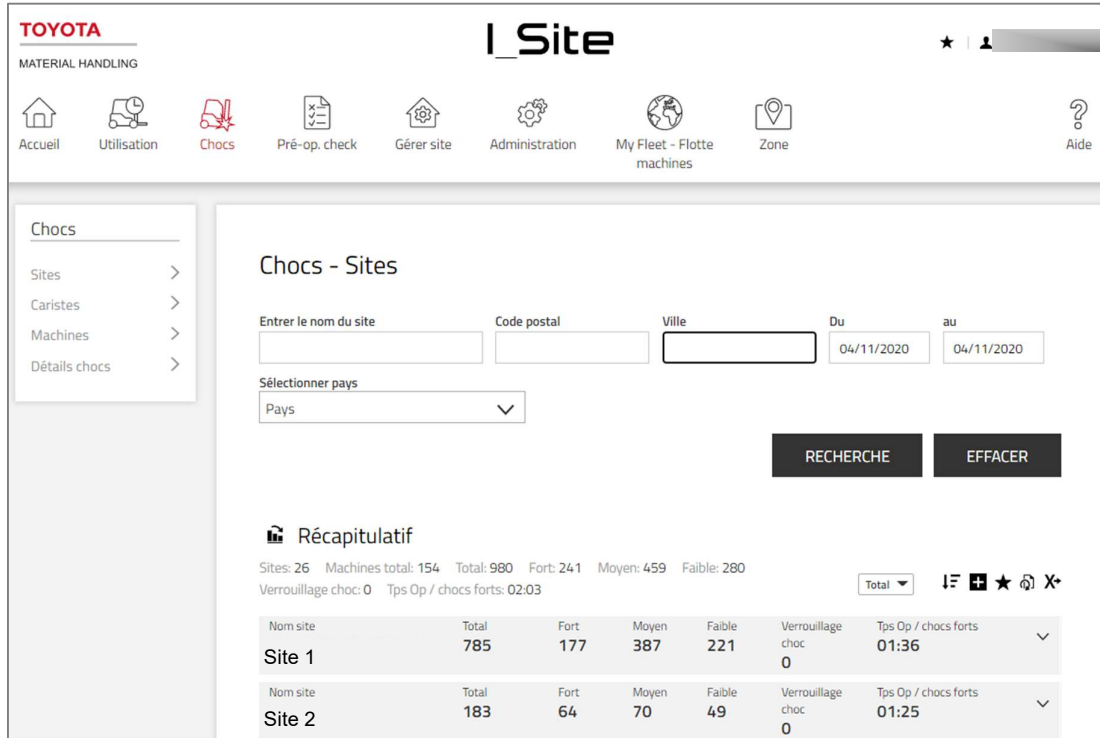 TOYOTA
MATERIAL HANDLING
I_Site
Accueil
Utilisation
Chocs
Pré-op. check
Gérer site
Administration
My Fleet - Flotte
machines
Zone
Aide
Chocs
Sites
Caristes
Machines
Détails chocs
Chocs - Sites
Entrer le nom du site Code postal Ville Du au
04/11/2020 04/11/2020
Sélectionner pays
Pays
RECHERCHE EFFACER
Récapitulatif
Sites: 26 Machines total: 154 Total: 980 Fort: 241 Moyen: 459 Faible: 280
Verrouillage choc: 0 Tps Op / chocs forts: 02:03
Total
Nom site Total Fort Moyen Faible Verrouillage choc Tps Op / chocs forts
Site 1 785 177 387 221 0 01:36
Nom site Total Fort Moyen Faible Verrouillage choc Tps Op / chocs forts
Site 2 183 64 70 49 0 01:25